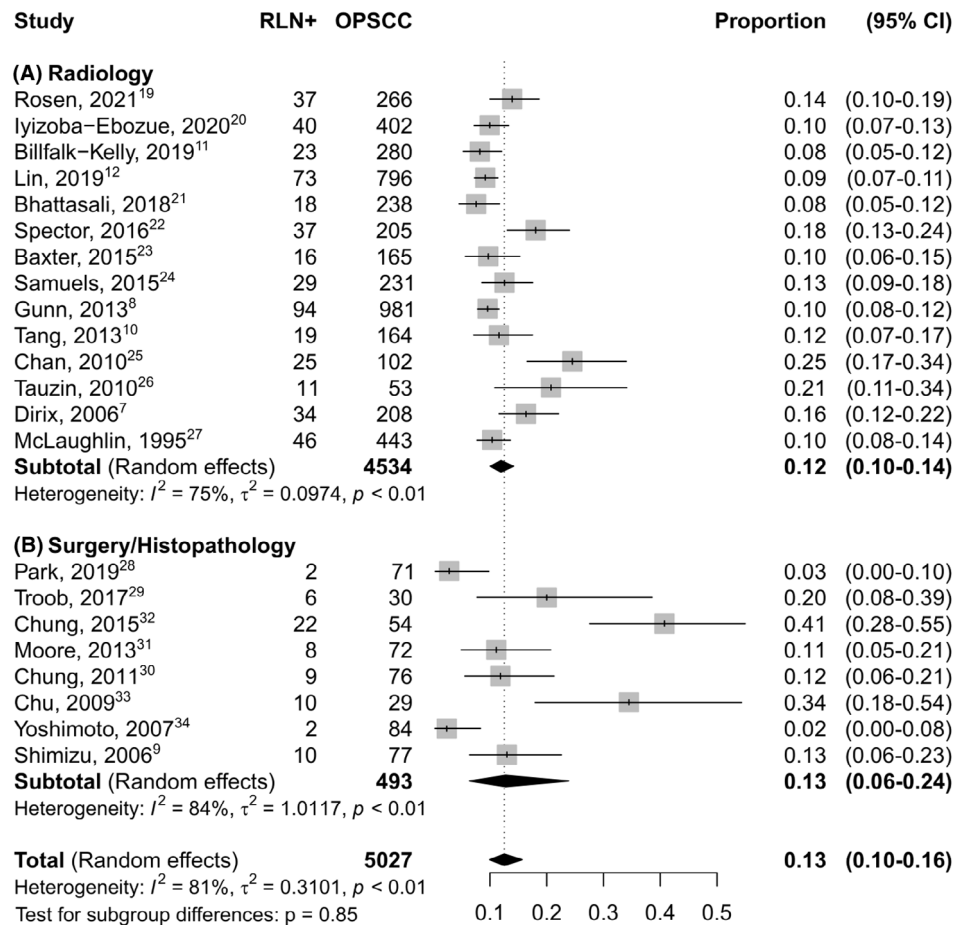 Study RLN+ OPSCC Proportion (95% CI)
(A) Radiology
Rosen, 2021¹⁹ 37 266 0.14 (0.10-0.19)
Iyizoba−Ebozue, 2020²⁰ 40 402 0.10 (0.07-0.13)
Billfalk−Kelly, 2019¹¹ 23 280 0.08 (0.05-0.12)
Lin, 2019¹² 73 796 0.09 (0.07-0.11)
Bhattasali, 2018²¹ 18 238 0.08 (0.05-0.12)
Spector, 2016²² 37 205 0.18 (0.13-0.24)
Baxter, 2015²³ 16 165 0.10 (0.06-0.15)
Samuels, 2015²⁴ 29 231 0.13 (0.09-0.18)
Gunn, 2013⁸ 94 981 0.10 (0.08-0.12)
Tang, 2013¹⁰ 19 164 0.12 (0.07-0.17)
Chan, 2010²⁵ 25 102 0.25 (0.17-0.34)
Tauzin, 2010²⁶ 11 53 0.21 (0.11-0.34)
Dirix, 2006⁷ 34 208 0.16 (0.12-0.22)
McLaughlin, 1995²⁷ 46 443 0.10 (0.08-0.14)
Subtotal (Random effects) 4534 0.12 (0.10-0.14)
Heterogeneity: I² = 75%, τ² = 0.0974, p < 0.01
(B) Surgery/Histopathology
Park, 2019²⁸ 2 71 0.03 (0.00-0.10)
Troob, 2017²⁹ 6 30 0.20 (0.08-0.39)
Chung, 2015³² 22 54 0.41 (0.28-0.55)
Moore, 2013³¹ 8 72 0.11 (0.05-0.21)
Chung, 2011³⁰ 9 76 0.12 (0.06-0.21)
Chu, 2009³³ 10 29 0.34 (0.18-0.54)
Yoshimoto, 2007³⁴ 2 84 0.02 (0.00-0.08)
Shimizu, 2006⁹ 10 77 0.13 (0.06-0.23)
Subtotal (Random effects) 493 0.13 (0.06-0.24)
Heterogeneity: I² = 84%, τ² = 1.0117, p < 0.01
Total (Random effects) 5027 0.13 (0.10-0.16)
Heterogeneity: I² = 81%, τ² = 0.3101, p < 0.01
Test for subgroup differences: p = 0.85
0.1 0.2 0.3 0.4 0.5